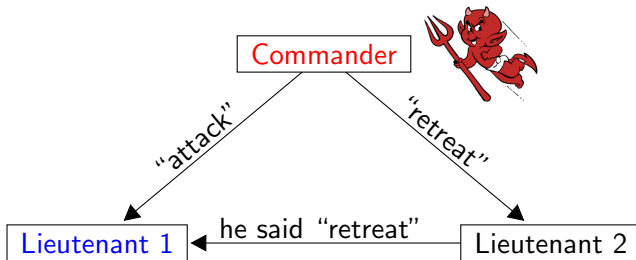 Commander
“attack”
“retreat”
he said “retreat”
Lieutenant 1
Lieutenant 2